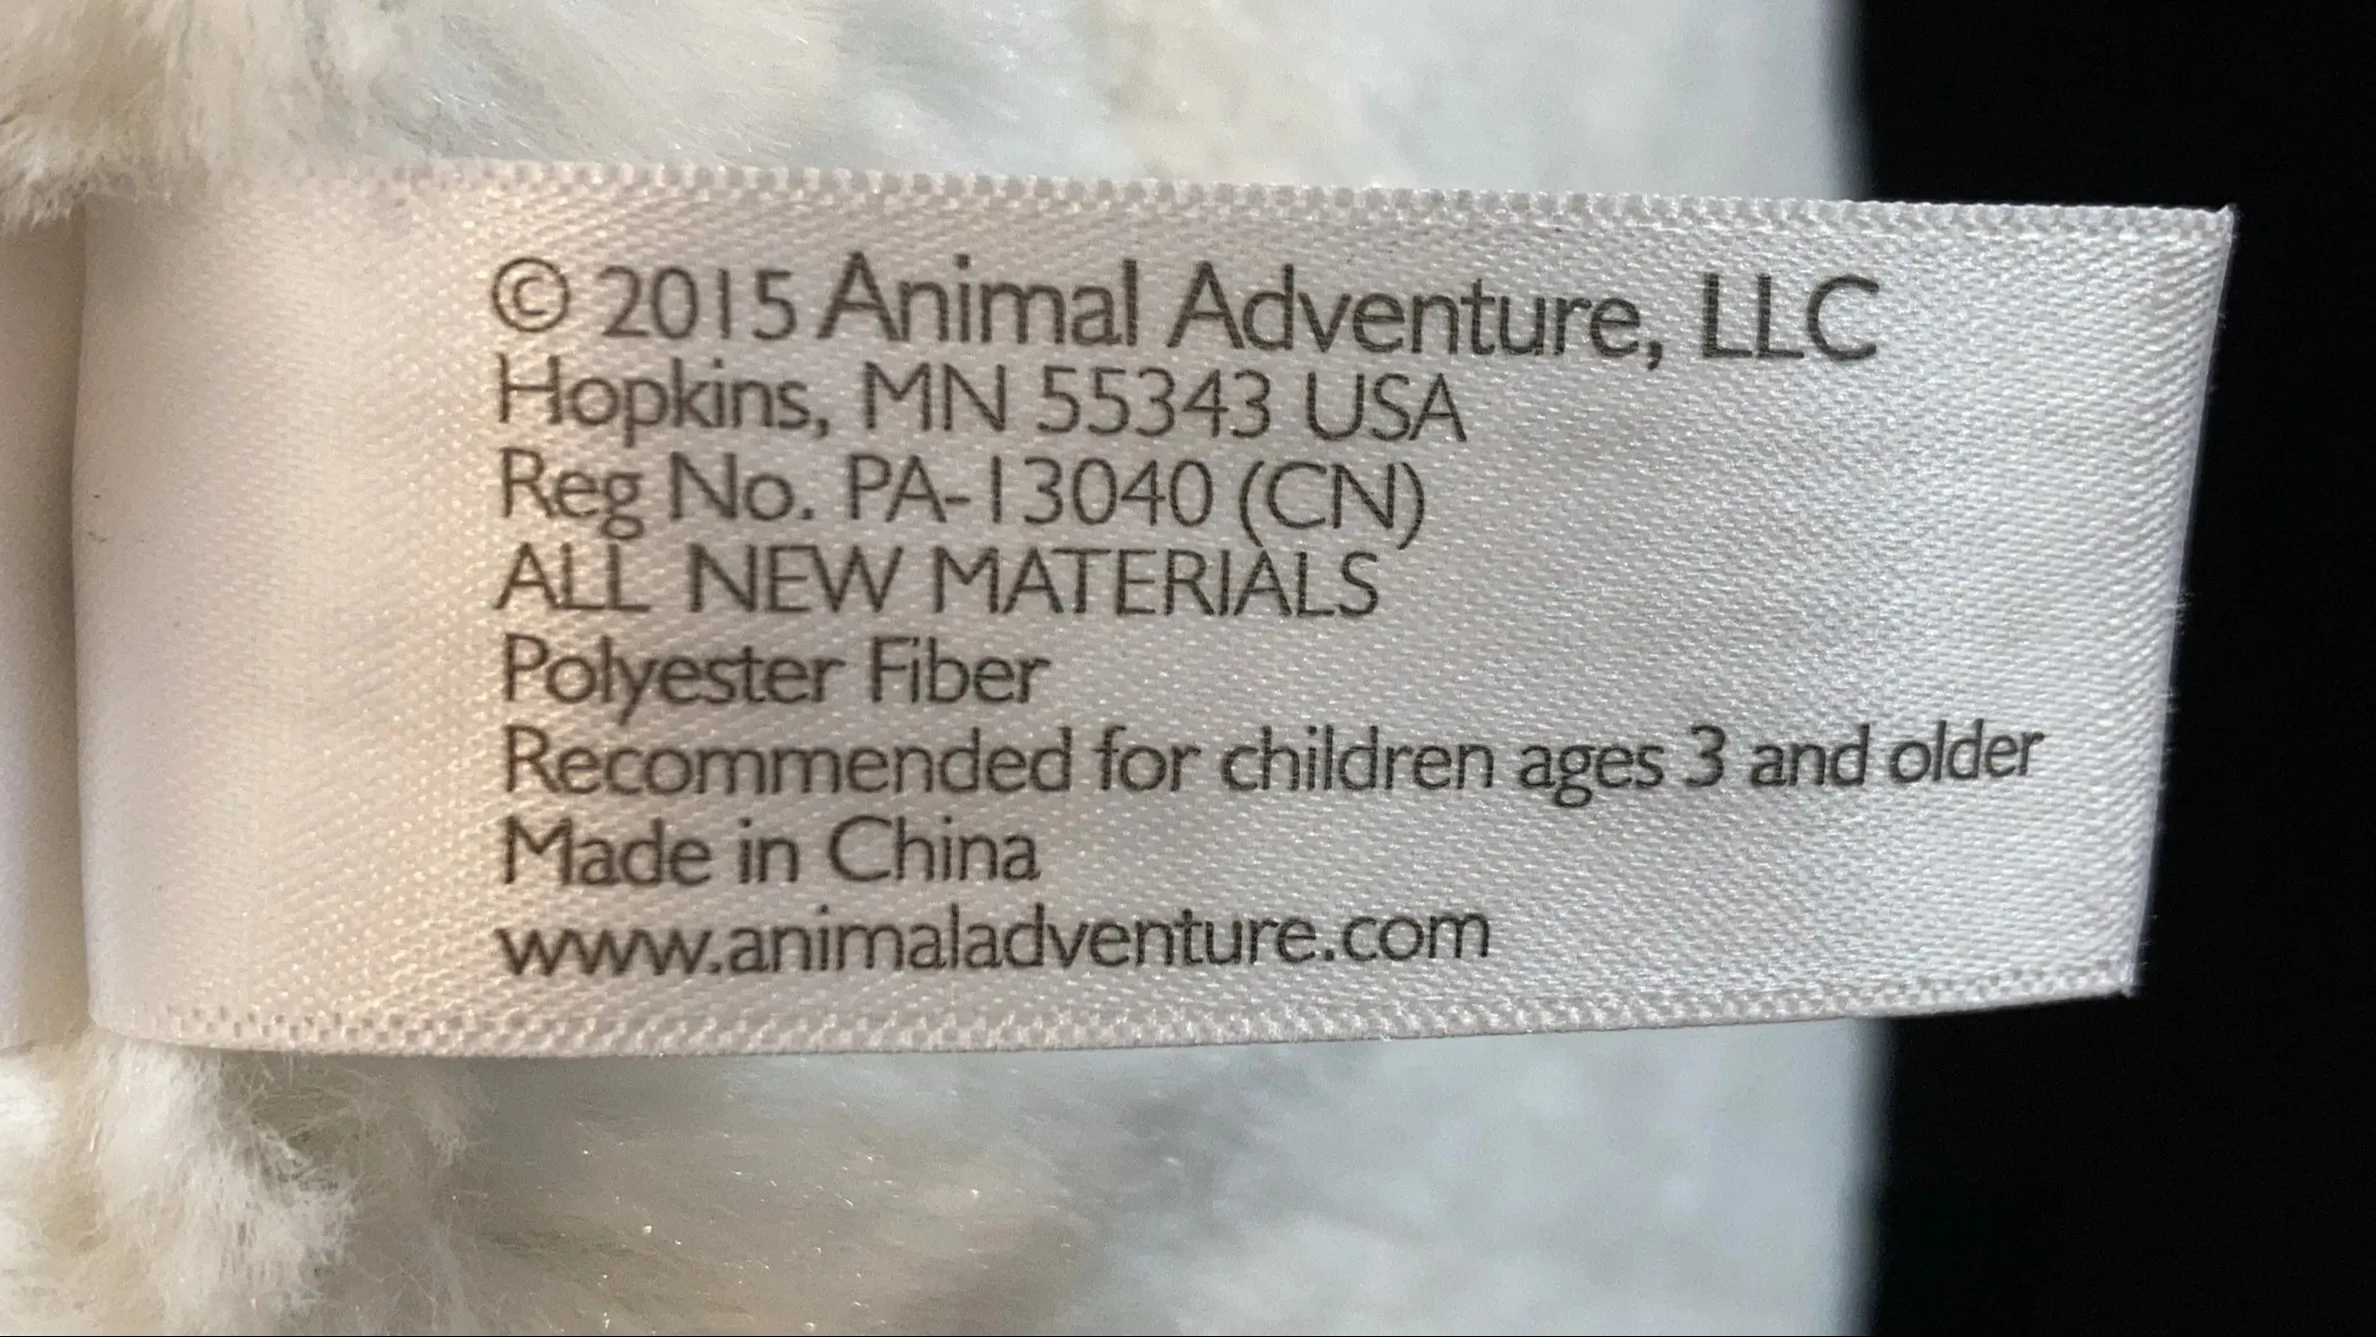 © 2015 Animal Adventure, LLC
Hopkins, MN 55343 USA
Reg No. PA-13040 (CN)
ALL NEW MATERIALS
Polyester Fiber
Recommended for children ages 3 and older
Made in China
www.animaladventure.com